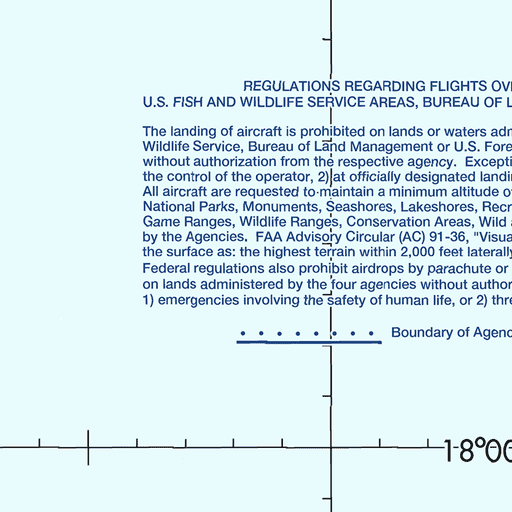 REGULATIONS REGARDING FLIGHTS OV
U.S. FISH AND WILDLIFE SERVICE AREAS, BUREAU OF L
The landing of aircraft is prohibited on lands or waters adm
Wildlife Service, Bureau of Land Management or U.S. Fore
without authorization from the respective agency. Excepti
the control of the operator, 2) at officially designated landi
All aircraft are requested to maintain a minimum altitude o
National Parks, Monuments, Seashores, Lakeshores, Recr
Game Ranges, Wildlife Ranges, Conservation Areas, Wild
by the Agencies. FAA Advisory Circular (AC) 91-36, "Visua
the surface as: the highest terrain within 2,000 feet laterally
Federal regulations also prohibit airdrops by parachute or
on lands administered by the four agencies without author
1) emergencies involving the safety of human life, or 2) thre
Boundary of Agenc
18°00